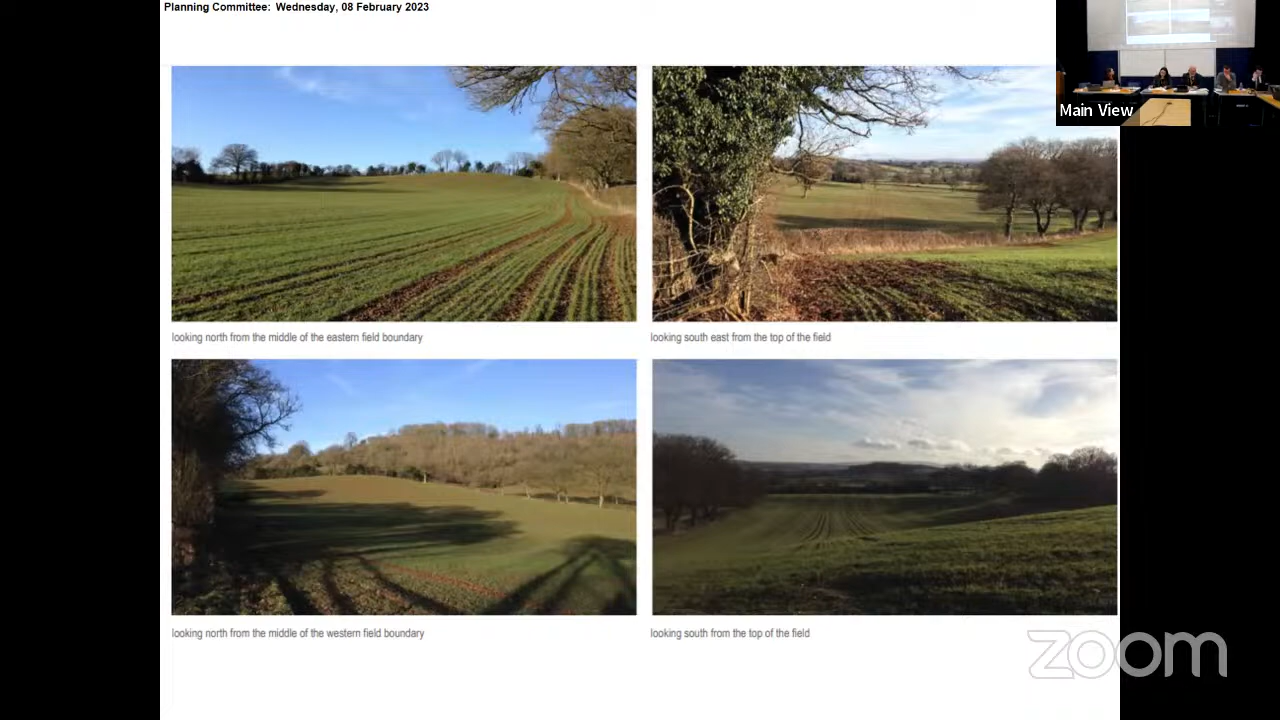 Planning Committee: Wednesday, 08 February 2023
Main View
looking north from the middle of the eastern field boundary
looking south east from the top of the field
looking north from the middle of the western field boundary
looking south from the top of the field
zoom